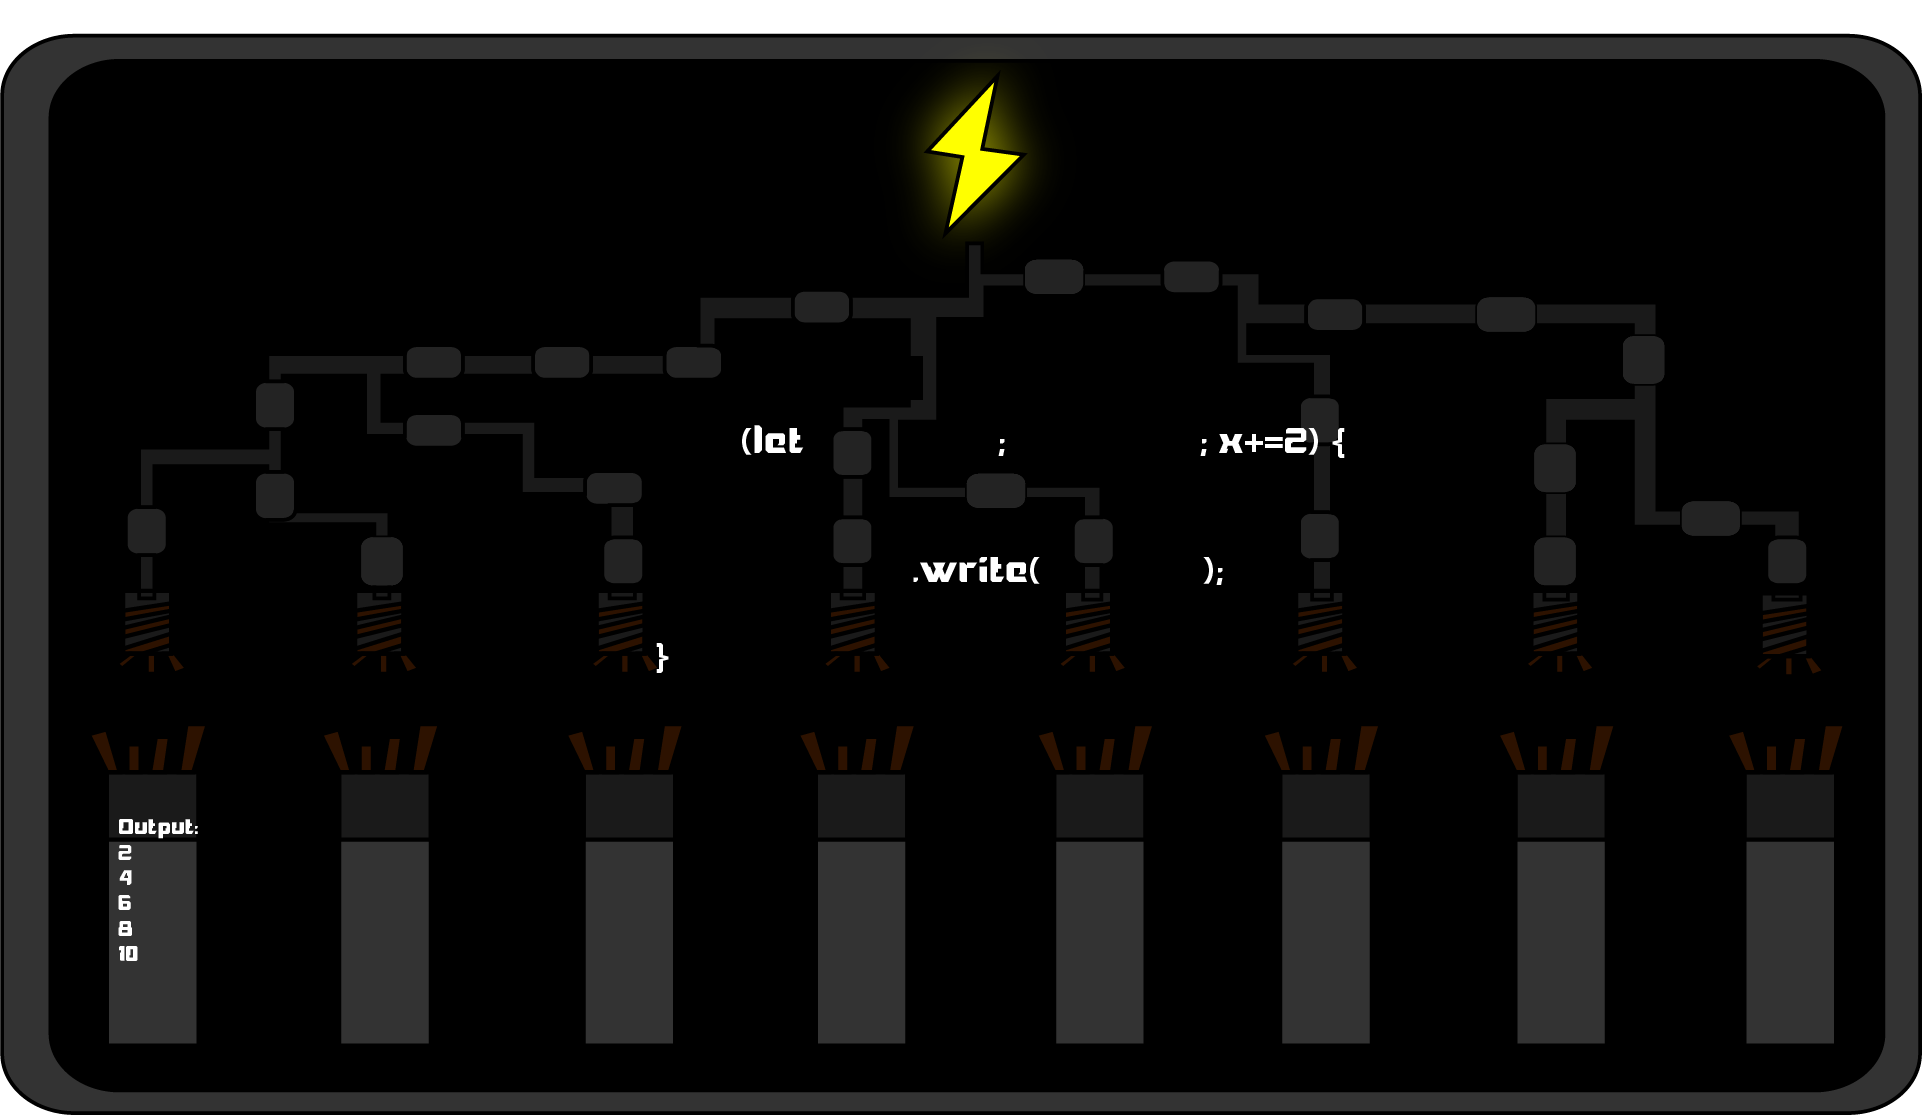 (let ; ; x+=2) {
.write( );
}
Output:
2
4
6
8
10